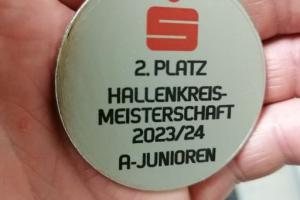 2. PLATZ
HALLENKREIS-
MEISTERSCHAFT
2023/24
A-JUNIOREN